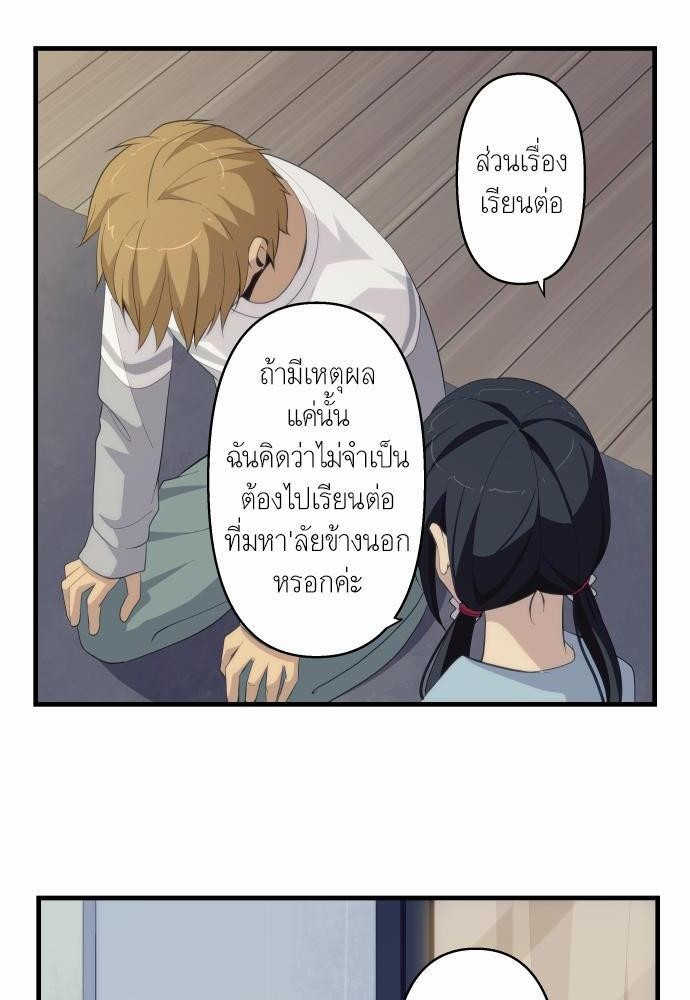 ส่วนเรื่อง
เรียนต่อ
ถ้ามีเหตุผล
แค่นั้น
ฉันคิดว่าไม่จำเป็น
ต้องไปเรียนต่อ
ที่มหา'ลัยข้างนอก
หรอกค่ะ